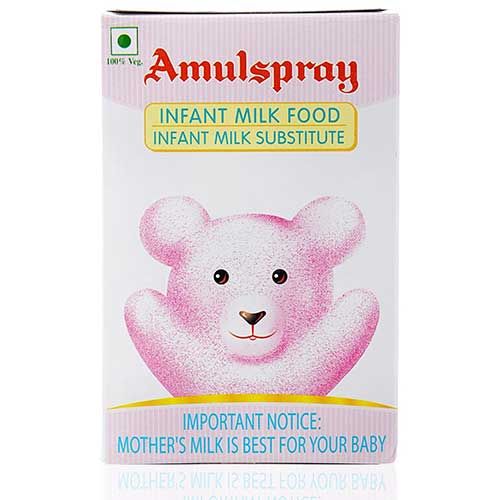 100% Veg.
Amulspray
INFANT MILK FOOD
INFANT MILK SUBSTITUTE
IMPORTANT NOTICE:
MOTHER'S MILK IS BEST FOR YOUR BABY